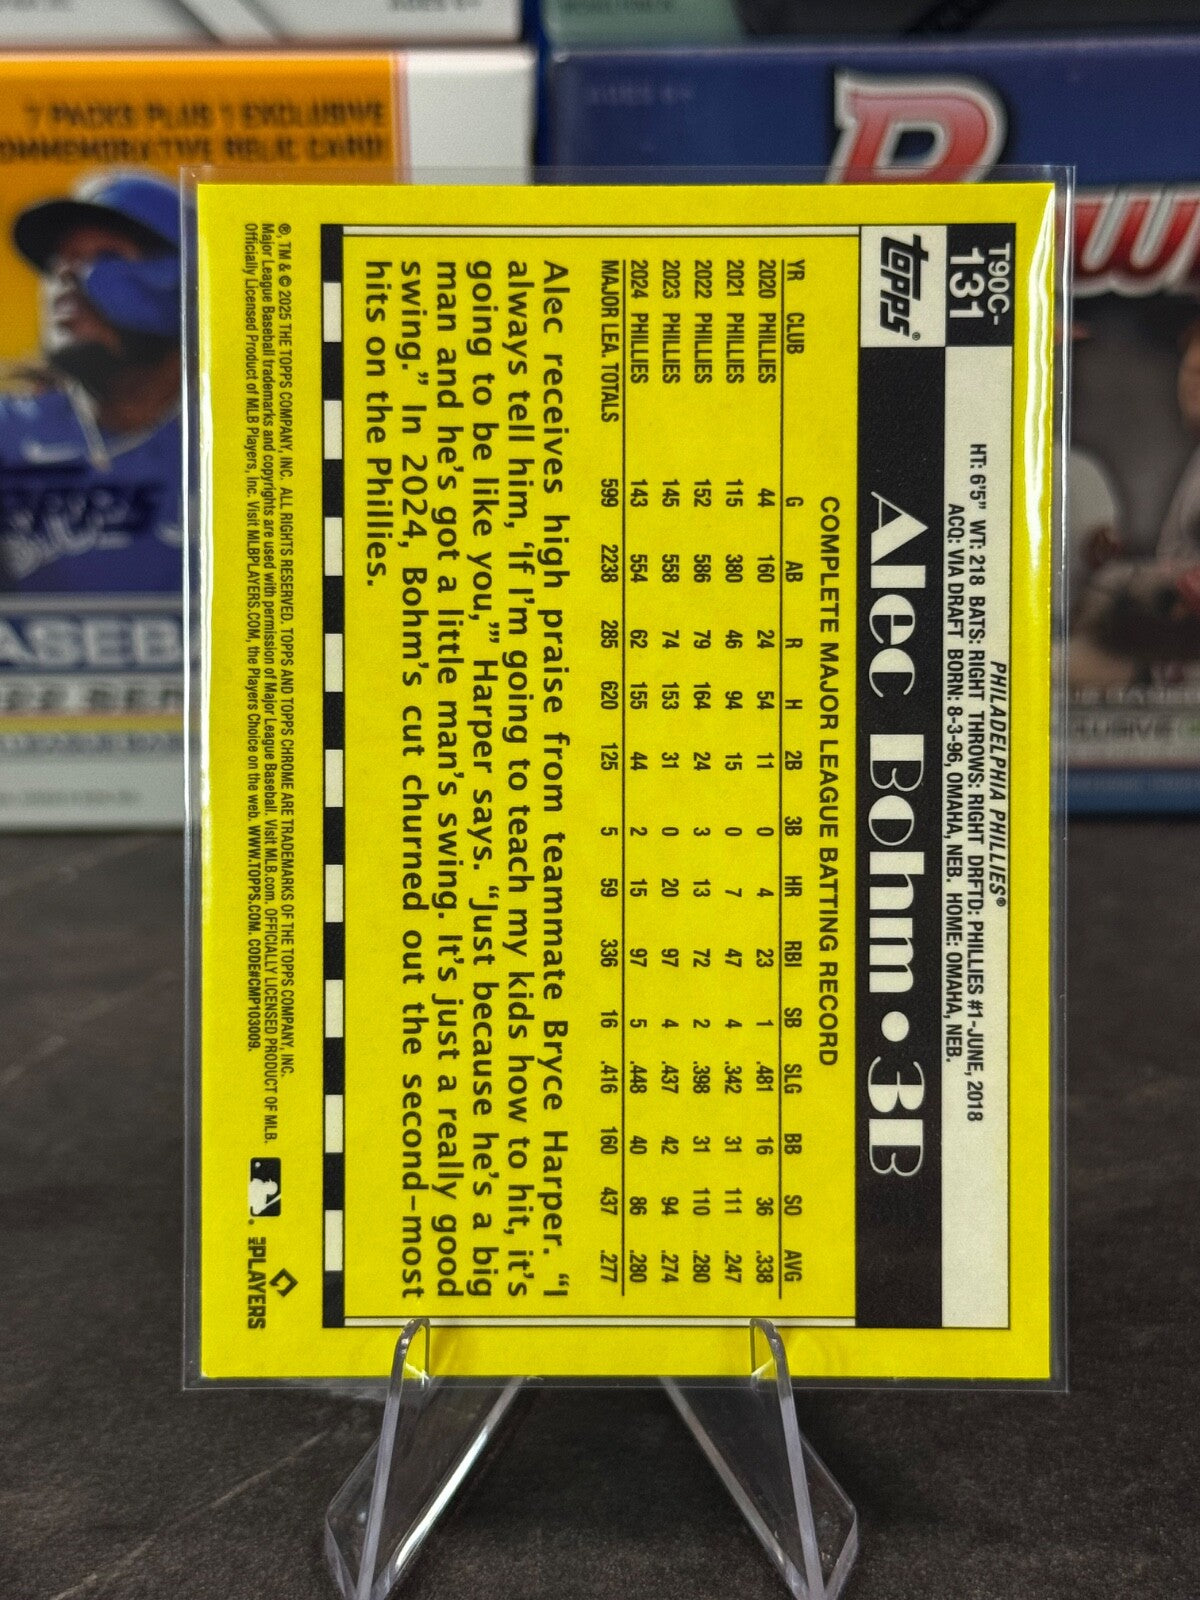 7 PACKS PLUS 1 EXCLUSIVE
COMMEMORATIVE RELIC CARD!
T90C-
131
topps®
PHILADELPHIA PHILLIES®
HT: 6'5" WT: 218 BATS: RIGHT THROWS: RIGHT DRFTD: PHILLIES #1-JUNE, 2018
ACQ: VIA DRAFT BORN: 8-3-96, OMAHA, NEB. HOME: OMAHA, NEB.
Alec Bohm • 3B
COMPLETE MAJOR LEAGUE BATTING RECORD
YR CLUB G AB R H 2B 3B HR RBI SB SLG BB SO AVG
2020 PHILLIES 44 160 24 54 11 0 4 23 1 .481 16 36 .338
2021 PHILLIES 115 380 46 94 15 0 7 47 4 .342 31 111 .247
2022 PHILLIES 152 586 79 164 24 3 13 72 2 .398 31 110 .280
2023 PHILLIES 145 558 74 153 31 0 20 97 4 .437 42 94 .274
2024 PHILLIES 143 554 62 155 44 2 15 97 5 .448 40 86 .280
MAJOR LEA. TOTALS 599 2238 285 620 125 5 59 336 16 .416 160 437 .277
Alec receives high praise from teammate Bryce Harper. "I
always tell him, 'If I'm going to teach my kids how to hit, it's
going to be like you,'" Harper says. "Just because he's a big
man and he's got a little man's swing. It's just a really good
swing." In 2024, Bohm's cut churned out the second-most
hits on the Phillies.
®, TM & © 2025 THE TOPPS COMPANY, INC. ALL RIGHTS RESERVED. TOPPS AND TOPPS CHROME ARE TRADEMARKS OF THE TOPPS COMPANY, INC.
Major League Baseball trademarks and copyrights are used with permission of Major League Baseball. Visit MLB.com. OFFICIALLY LICENSED PRODUCT OF MLB.
Officially Licensed Product of MLB Players, Inc. Visit MLBPLAYERS.COM, the Players Choice on the web. WWW.TOPPS.COM. CODE#CMP103009.
MLB PLAYERS